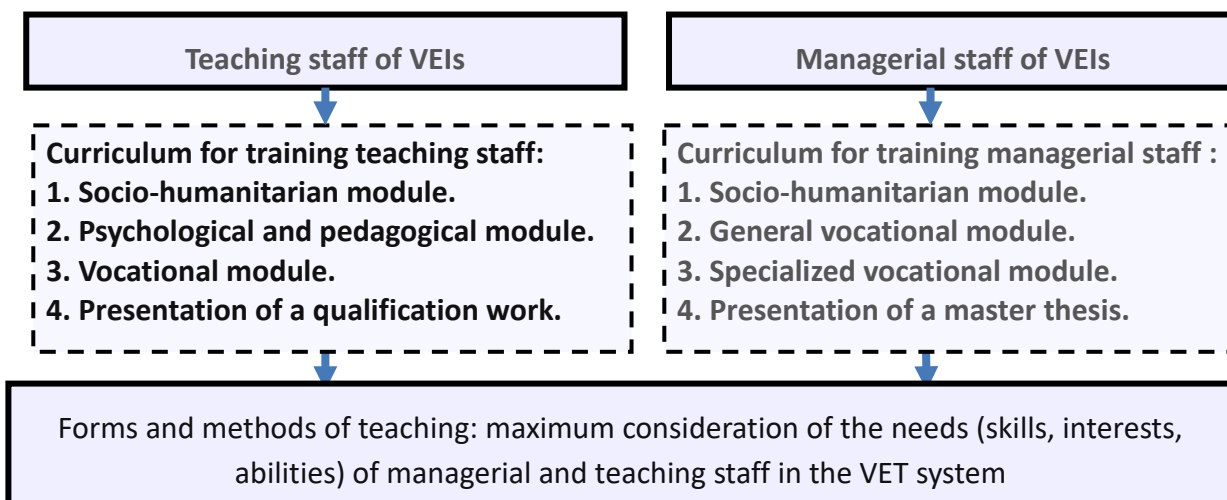 Teaching staff of VEIs
Managerial staff of VEIs
Curriculum for training teaching staff:
1. Socio-humanitarian module.
2. Psychological and pedagogical module.
3. Vocational module.
4. Presentation of a qualification work.
Curriculum for training managerial staff :
1. Socio-humanitarian module.
2. General vocational module.
3. Specialized vocational module.
4. Presentation of a master thesis.
Forms and methods of teaching: maximum consideration of the needs (skills, interests,
abilities) of managerial and teaching staff in the VET system